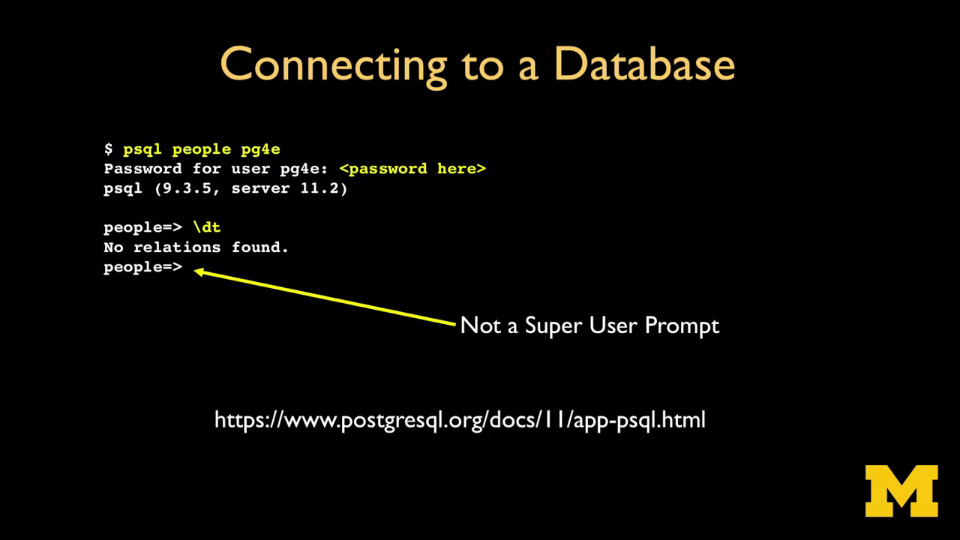 Connecting to a Database
$ psql people pg4e
Password for user pg4e: <password here>
psql (9.3.5, server 11.2)
people=> \dt
No relations found.
people=>
Not a Super User Prompt
https://www.postgresql.org/docs/11/app-psql.html
M